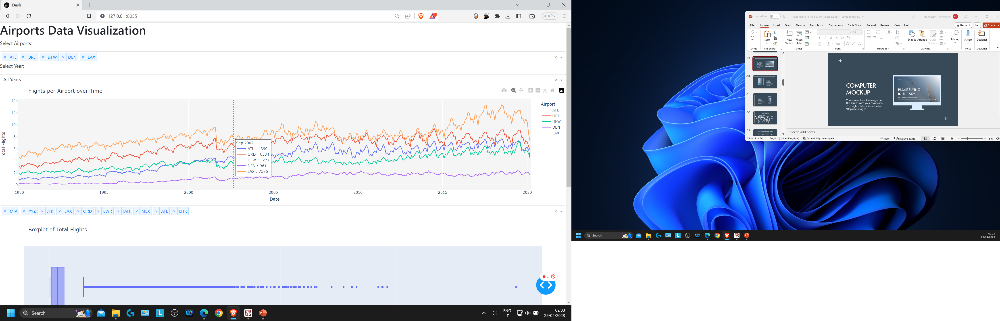 Dash
127.0.0.1:8055
1
VPN
Airports Data Visualization
Select Airports:
× ATL × ORD × DFW × DEN × LAX
Select Year:
All Years
Flights per Airport over Time
14k
12k
10k
8k
6k
4k
2k
0
Total Flights
1990 1995 2000 2005 2010 2015 2020
Date
Sep 2002
ATL : 4390
ORD : 6334
DFW : 3277
DEN : 961
LAX : 7576
Airport
ATL
ORD
DFW
DEN
LAX
× MIA × YYZ × JFK × LAX × ORD × EWR × IAH × MEX × ATL × LHR
Boxplot of Total Flights
2
Search
ENG
IT
02:03
29/04/2023
AutoSave Off Plane Flying in the Sky by Slidesgo.pptx • Saved to this PC Francesco Tramontano FT
File Home Insert Draw Design Transitions Animations Slide Show Record Review View Help Record Share
Paste New Slide Reuse Slides 54 Shapes Arrange Quick Styles Editing Dictate Designer
Undo Clipboard Slides Font Paragraph Drawing Voice Designer
19
20
21
22
23
COMPUTER
MOCKUP
You can replace the image on
the screen with your own work.
Just right-click on it and select
“Replace image”
PLANE FLYING
IN THE SKY
Click to add notes
Slide 19 of 56 English (United Kingdom) Accessibility: Investigate Notes Display Settings 61%
Search
02:03
29/04/2023